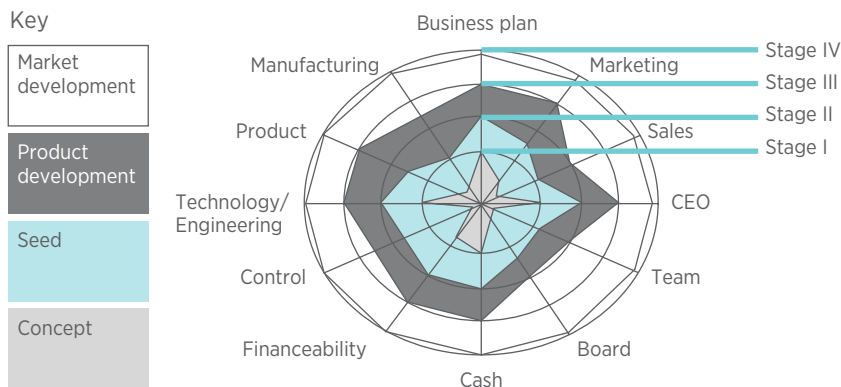 Key
Market
development
Product
development
Seed
Concept
Business plan
Marketing
Sales
CEO
Team
Board
Cash
Financeability
Control
Technology/
Engineering
Product
Manufacturing
Stage IV
Stage III
Stage II
Stage I